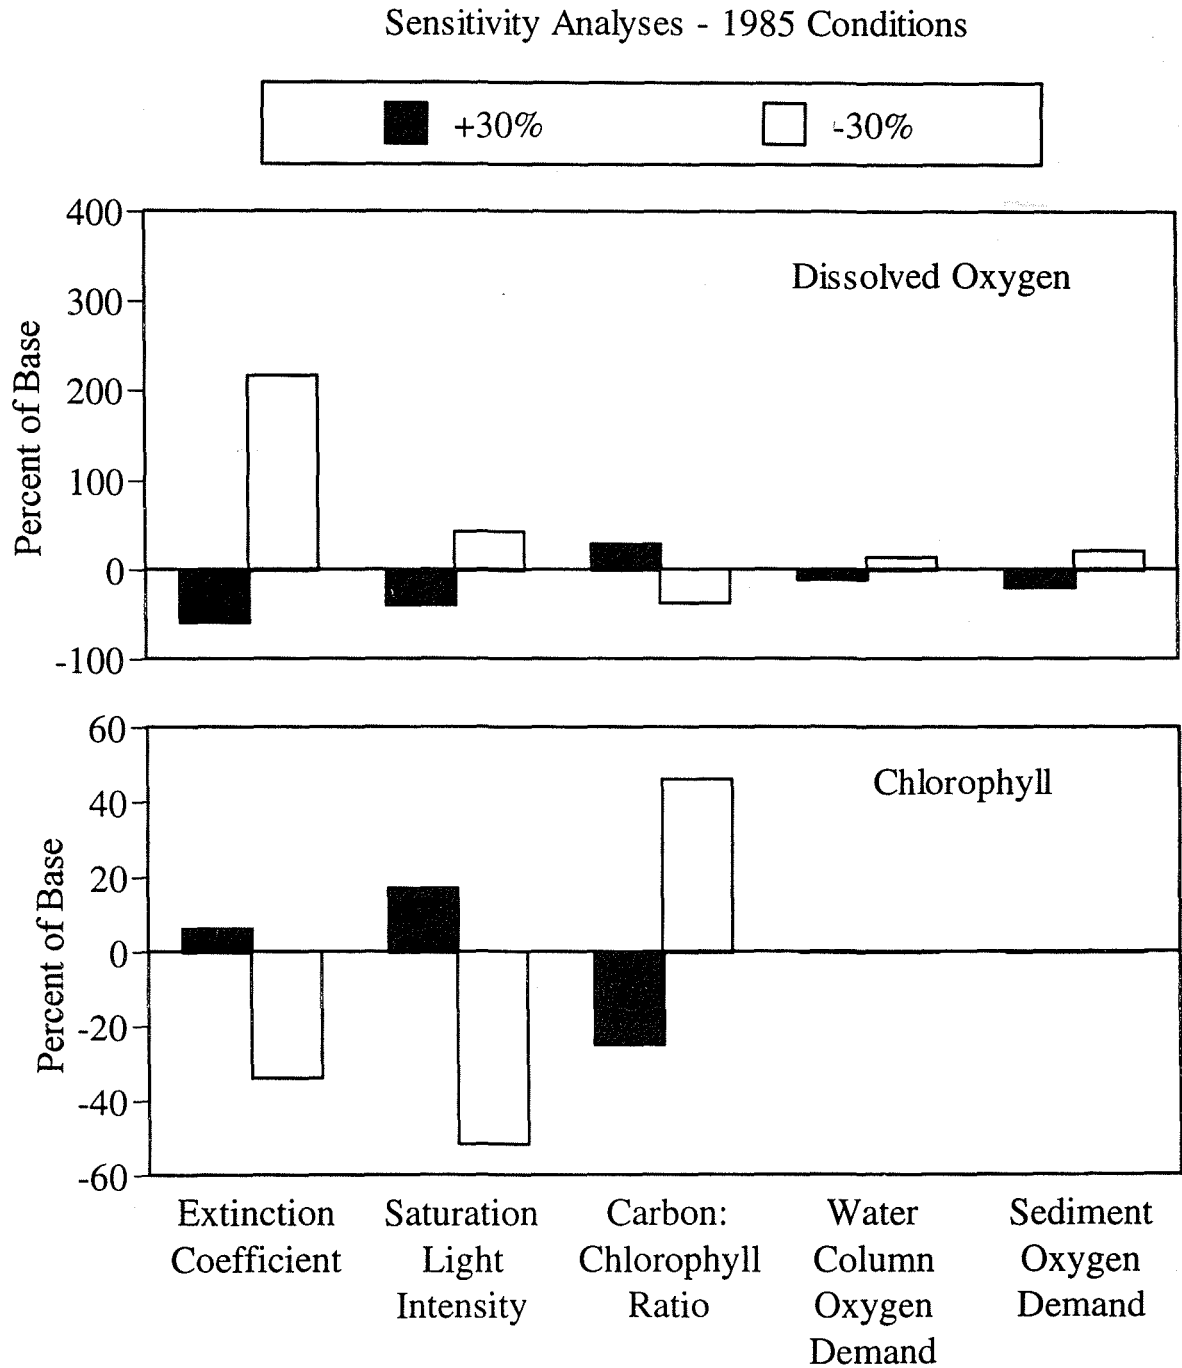 Sensitivity Analyses - 1985 Conditions
+30% -30%
400
300
200
100
0
-100
Percent of Base
Dissolved Oxygen
60
40
20
0
-20
-40
-60
Percent of Base
Chlorophyll
Extinction Saturation Carbon: Water Sediment
Coefficient Light Chlorophyll Column Oxygen
Intensity Ratio Oxygen Demand
Demand